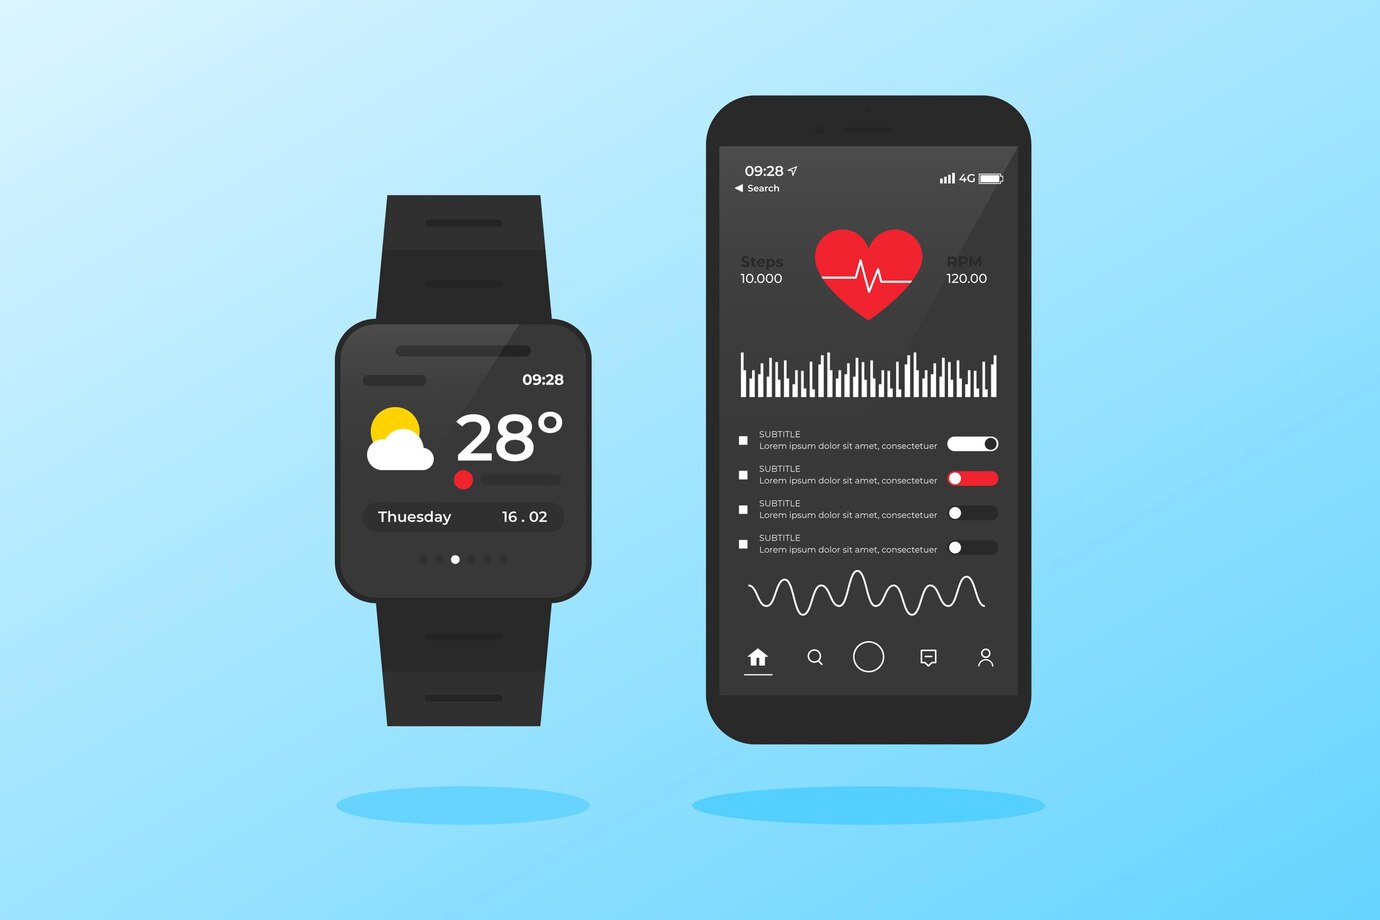 09:28
28°
Thuesday 16 . 02
09:28
4G
Search
Steps
10.000
RPM
120.00
SUBTITLE
Lorem ipsum dolor sit amet, consectetuer
SUBTITLE
Lorem ipsum dolor sit amet, consectetuer
SUBTITLE
Lorem ipsum dolor sit amet, consectetuer
SUBTITLE
Lorem ipsum dolor sit amet, consectetuer